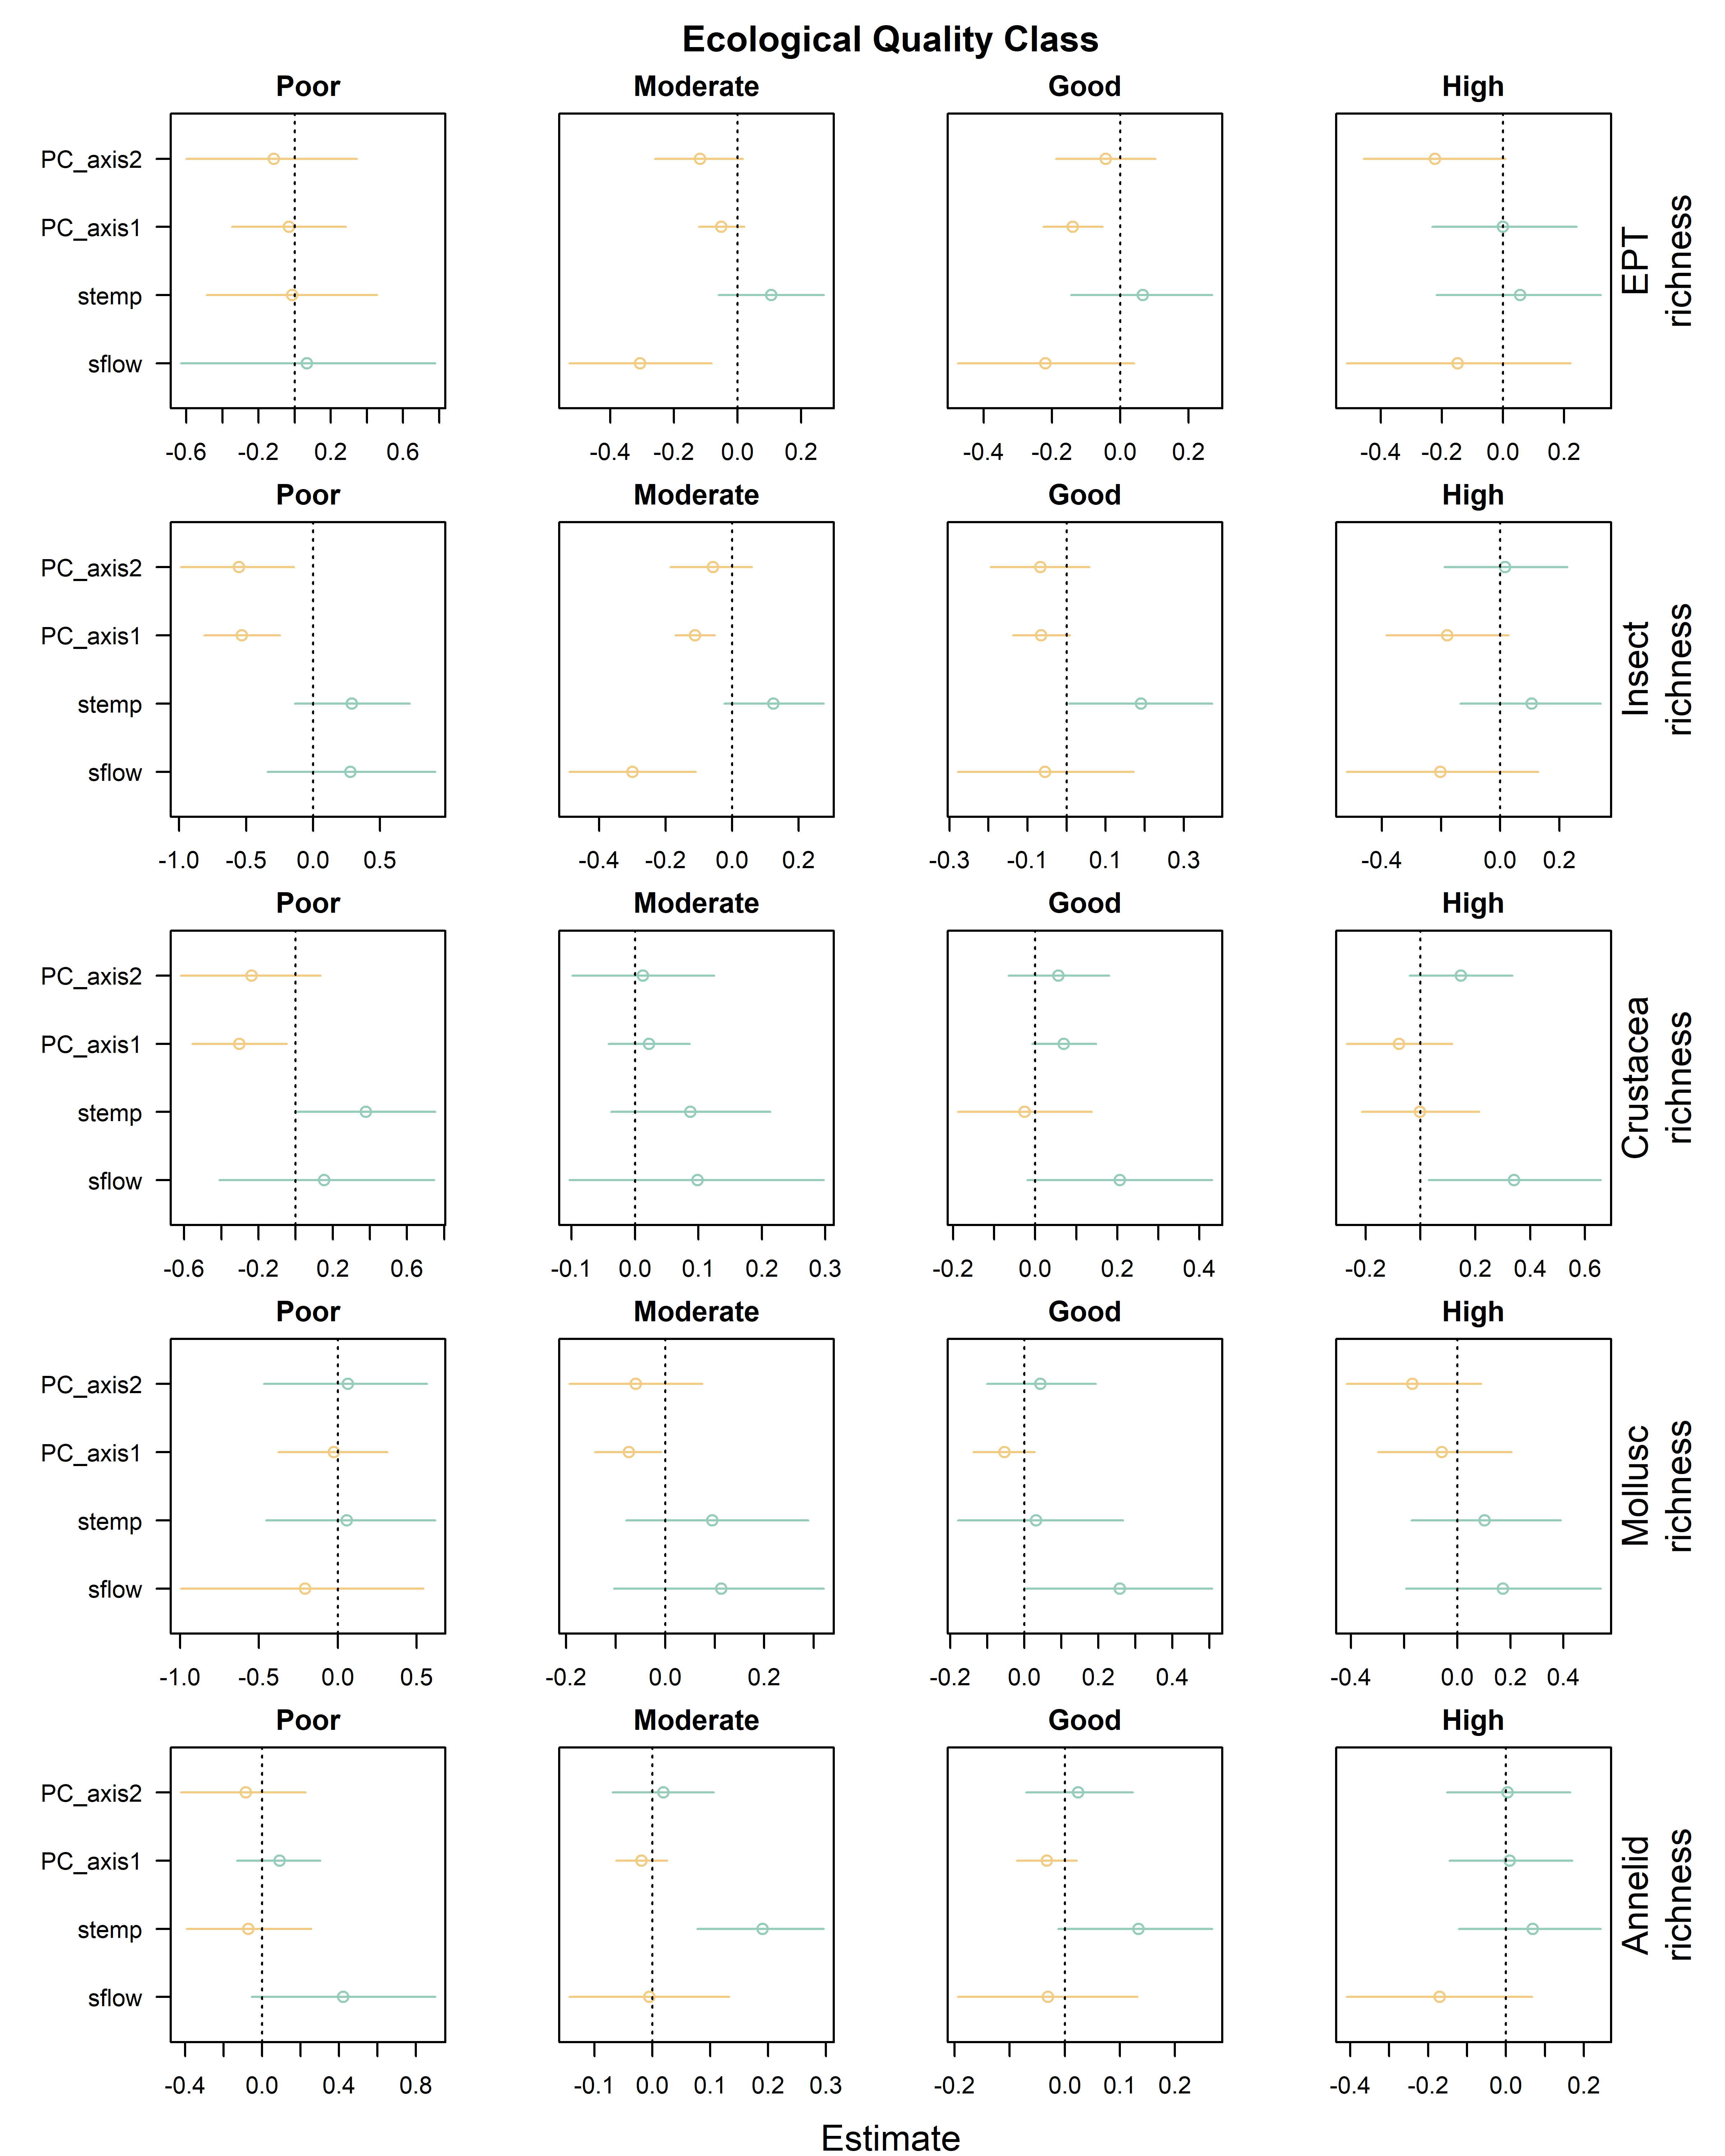 Ecological Quality Class
Poor Moderate Good High
PC_axis2
PC_axis1
stemp
sflow
EPT
richness
-0.6 -0.2 0.2 0.6 -0.4 -0.2 0.0 0.2 -0.4 -0.2 0.0 0.2 -0.4 -0.2 0.0 0.2
Poor Moderate Good High
PC_axis2
PC_axis1
stemp
sflow
Insect
richness
-1.0 -0.5 0.0 0.5 -0.4 -0.2 0.0 0.2 -0.3 -0.1 0.1 0.3 -0.4 0.0 0.2
Poor Moderate Good High
PC_axis2
PC_axis1
stemp
sflow
Crustacea
richness
-0.6 -0.2 0.2 0.6 -0.1 0.0 0.1 0.2 0.3 -0.2 0.0 0.2 0.4 -0.2 0.2 0.4 0.6
Poor Moderate Good High
PC_axis2
PC_axis1
stemp
sflow
Mollusc
richness
-1.0 -0.5 0.0 0.5 -0.2 0.0 0.2 -0.2 0.0 0.2 0.4 -0.4 0.0 0.2 0.4
Poor Moderate Good High
PC_axis2
PC_axis1
stemp
sflow
Annelid
richness
-0.4 0.0 0.4 0.8 -0.1 0.0 0.1 0.2 0.3 -0.2 0.0 0.1 0.2 -0.4 -0.2 0.0 0.2
Estimate